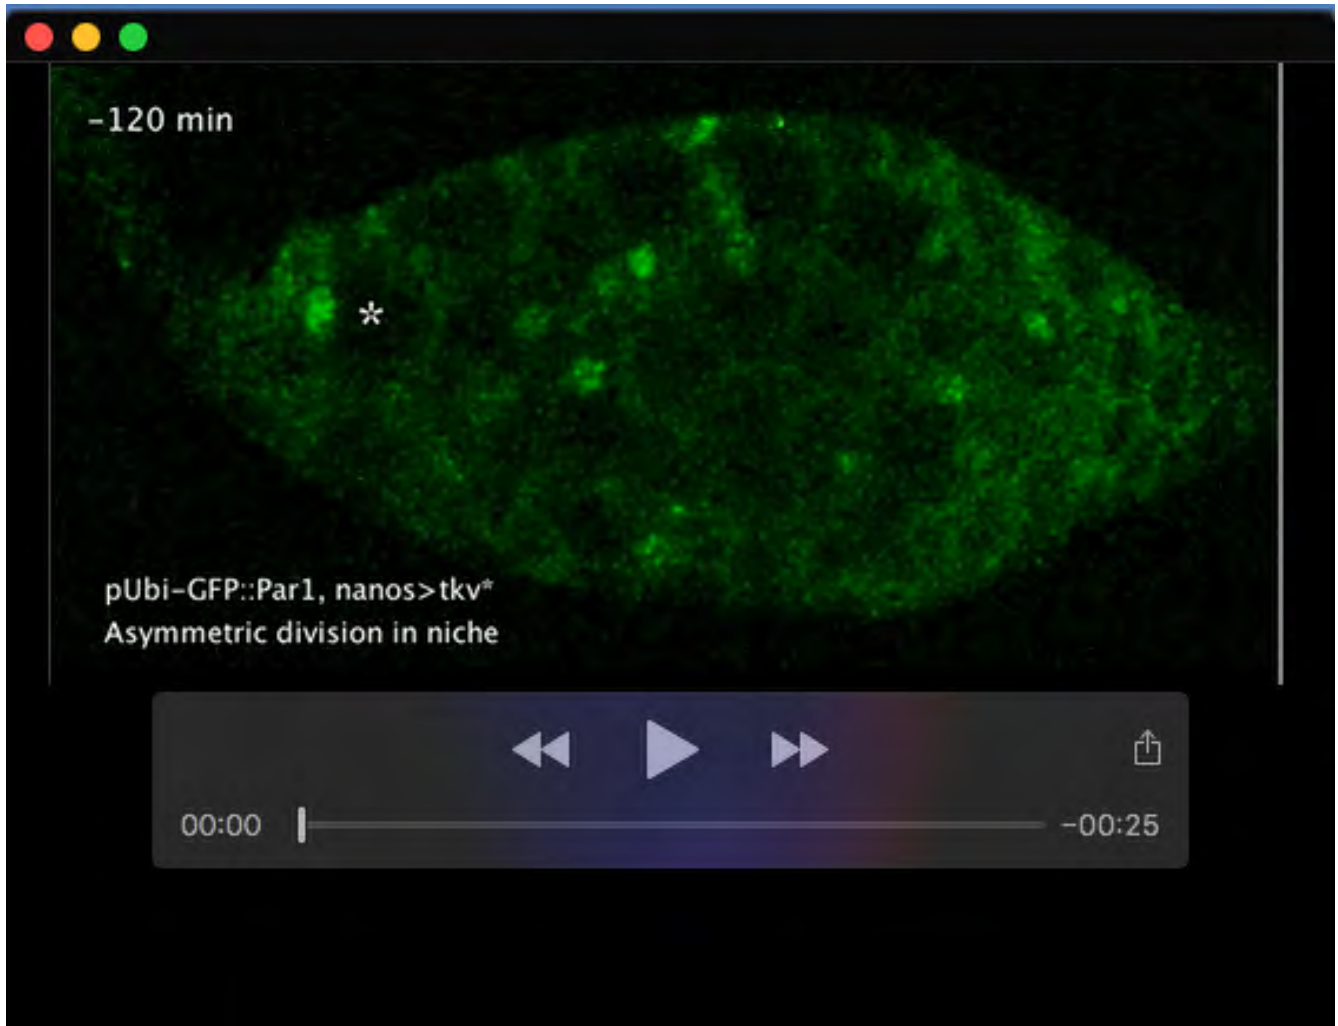 -120 min
*
pUbi-GFP::Par1, nanos>tkv*
Asymmetric division in niche
00:00
-00:25